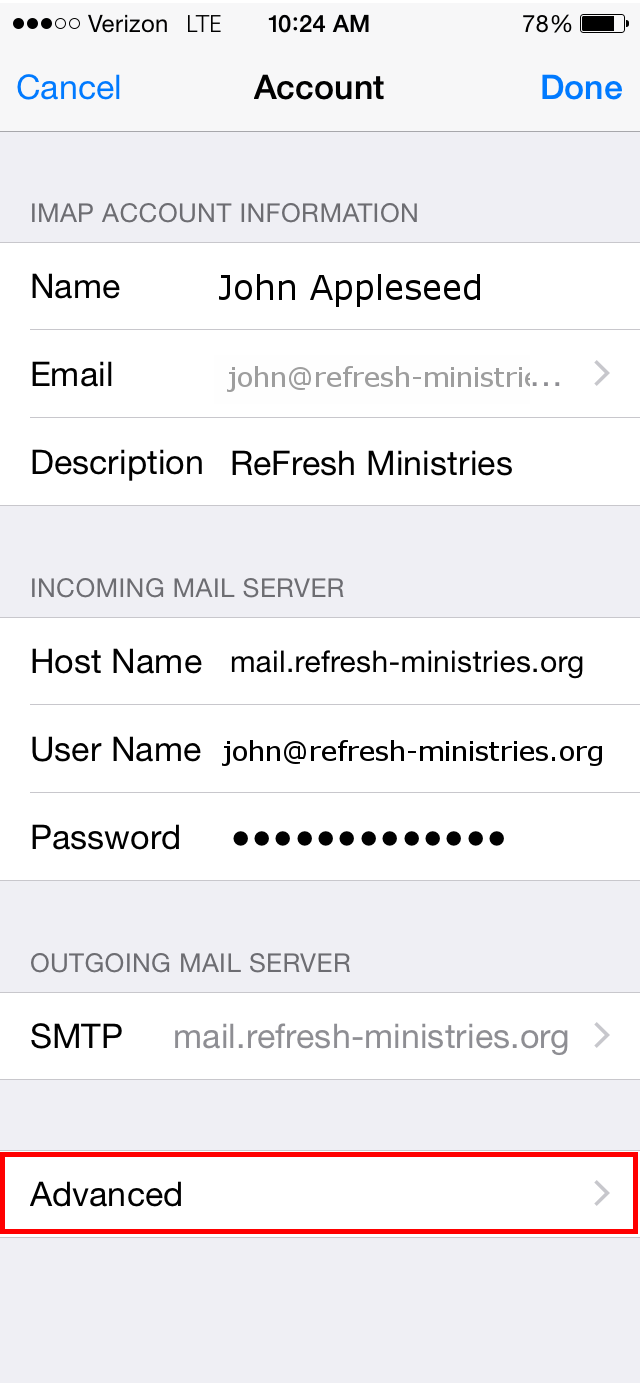 Verizon LTE 10:24 AM 78%
Cancel Account Done
IMAP ACCOUNT INFORMATION
Name John Appleseed
Email john@refresh-ministrie...
Description ReFresh Ministries
INCOMING MAIL SERVER
Host Name mail.refresh-ministries.org
User Name john@refresh-ministries.org
Password •••••••••••••
OUTGOING MAIL SERVER
SMTP mail.refresh-ministries.org
Advanced